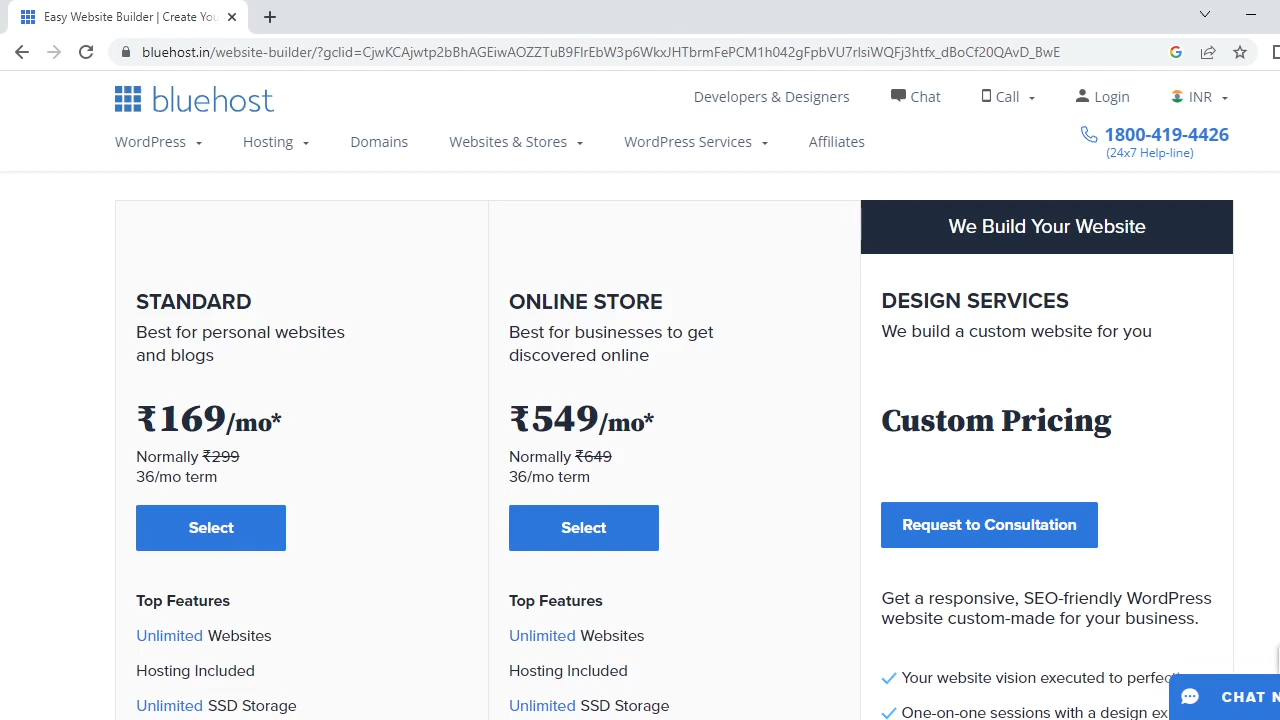 Easy Website Builder | Create You
bluehost.in/website-builder/?gclid=CjwKCAjwtp2bBhAGEiwAOZZTuB9FlrEbW3p6WkxJHTbrmFePCM1h042gFpbVU7rlsiWQFj3htfx_dBoCf20QAvD_BwE
bluehost
Developers & Designers
Chat
Call
Login
INR
WordPress
Hosting
Domains
Websites & Stores
WordPress Services
Affiliates
1800-419-4426
(24x7 Help-line)
We Build Your Website
STANDARD
Best for personal websites
and blogs
₹169/mo*
Normally ₹299
36/mo term
Select
Top Features
Unlimited Websites
Hosting Included
Unlimited SSD Storage
ONLINE STORE
Best for businesses to get
discovered online
₹549/mo*
Normally ₹649
36/mo term
Select
Top Features
Unlimited Websites
Hosting Included
Unlimited SSD Storage
DESIGN SERVICES
We build a custom website for you
Custom Pricing
Request to Consultation
Get a responsive, SEO-friendly WordPress
website custom-made for your business.
Your website vision executed to perfec
One-on-one sessions with a design ex
CHAT N